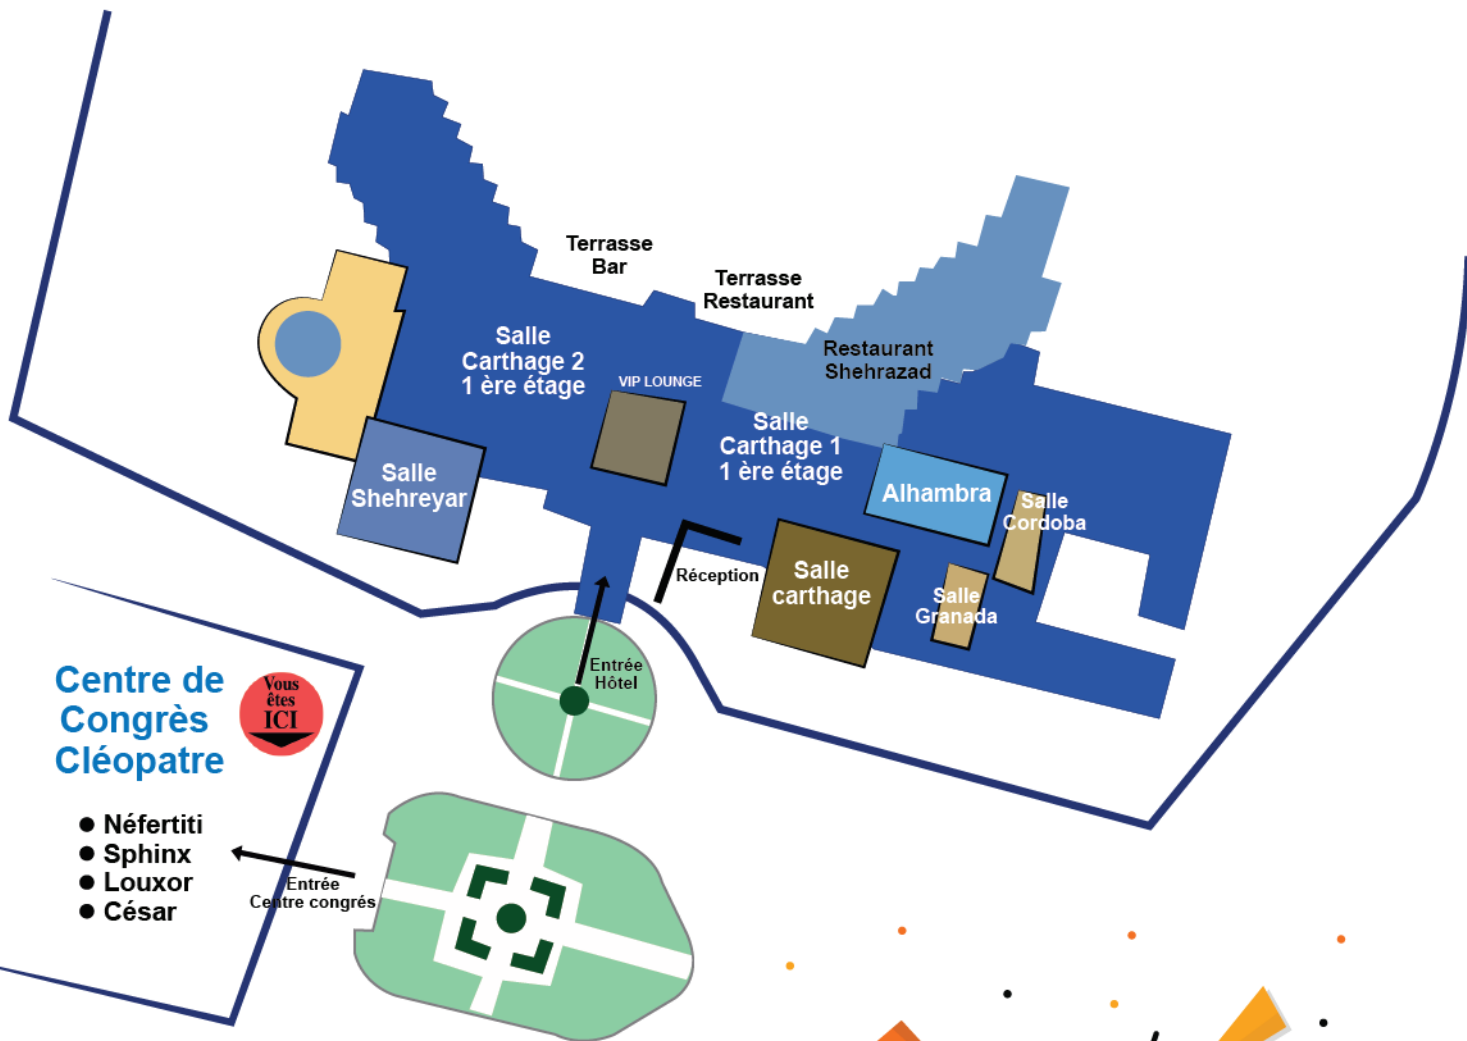 Terrasse
Bar
Terrasse
Restaurant
Salle
Carthage 2
1 ère étage
Restaurant
Shehrazad
VIP LOUNGE
Salle
Carthage 1
1 ère étage
Salle
Shehreyar
Alhambra
Salle
Cordoba
Réception
Salle
carthage
Salle
Granada
Entrée
Hôtel
Centre de
Congrès
Cléopatre
Vous
êtes
ICI
● Néfertiti
● Sphinx
● Louxor
● César
Entrée
Centre congrés